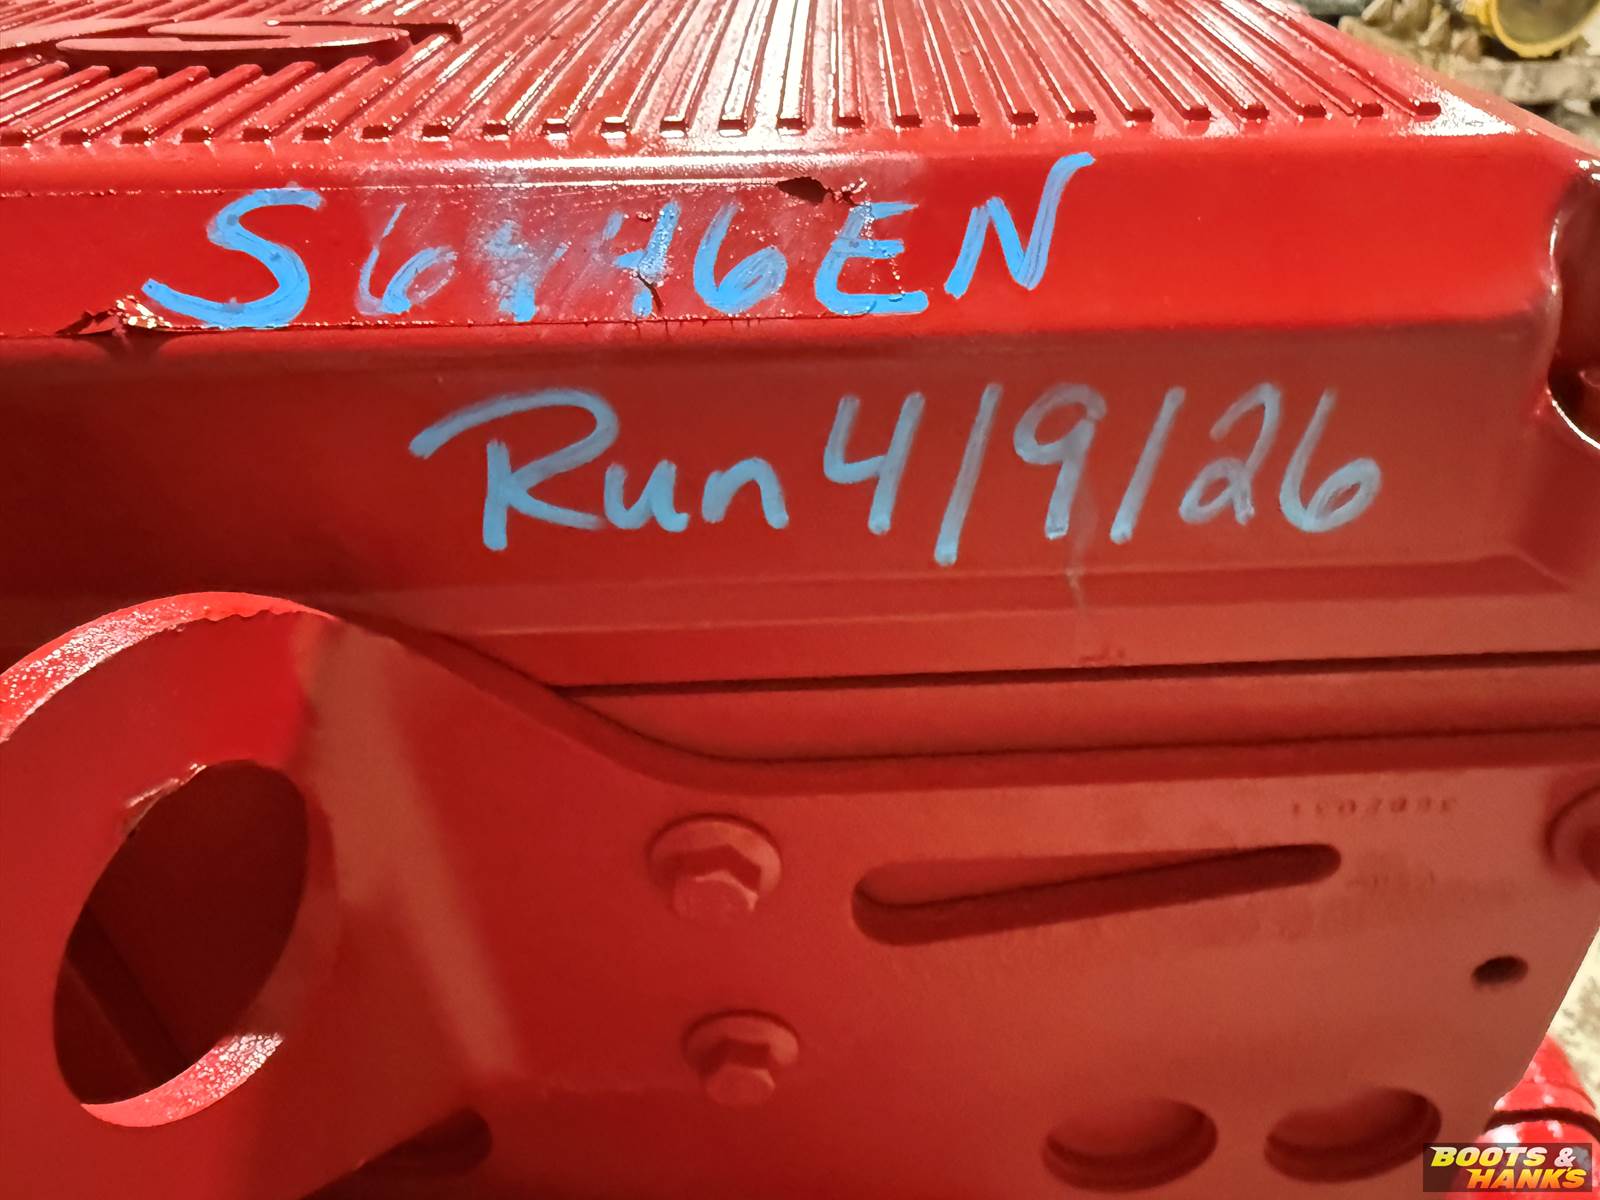 S6446EN
Run 4/9/26
BOOTS &
HANKS